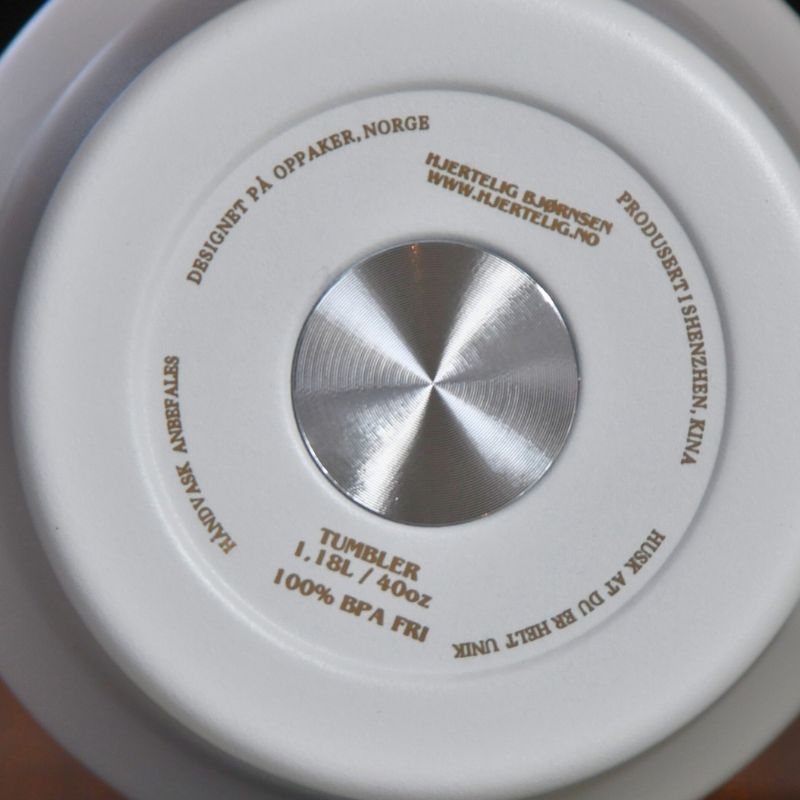 DESIGNET PÅ OPPAKER, NORGE
HJERTELIG BJØRNSEN
WWW.HJERTELIG.NO
PRODUSERT I SHENZHEN, KINA
HUSK AT DU ER HELT UNIK
TUMBLER
1,18L / 40oz
100% BPA FRI
HÅNDVASK ANBEFALES